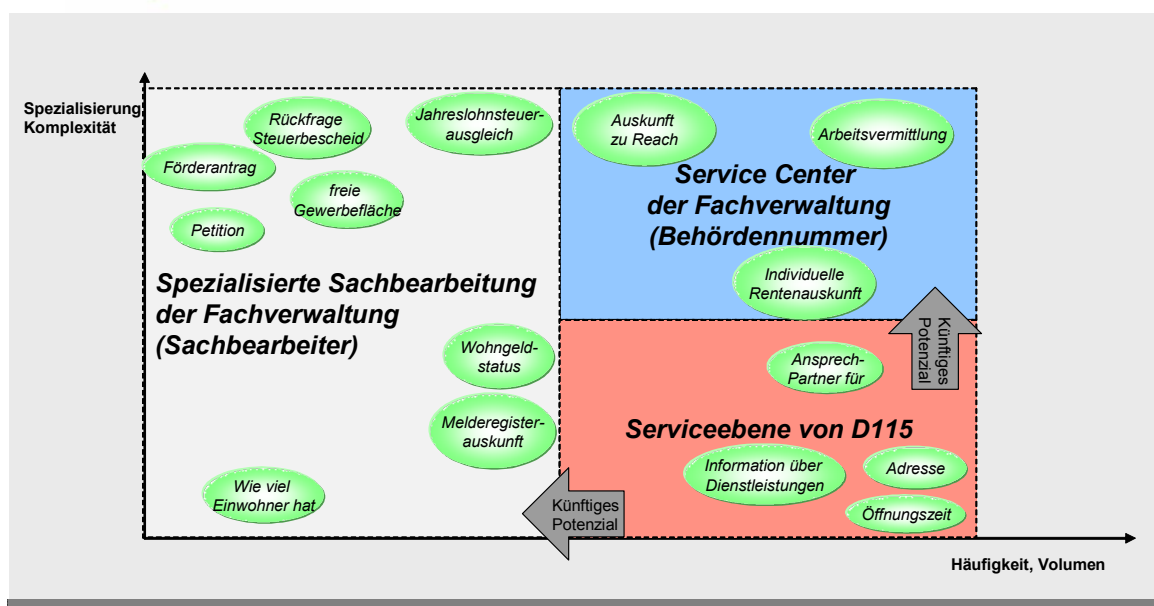 Spezialisierung
Komplexität
Rückfrage
Steuerbescheid
Jahreslohnsteuer-
ausgleich
Förderantrag
freie
Gewerbefläche
Petition
Spezialisierte Sachbearbeitung
der Fachverwaltung
(Sachbearbeiter)
Wohngeld-
status
Melderegister-
auskunft
Wie viel
Einwohner hat
Auskunft
zu Reach
Arbeitsvermittlung
Service Center
der Fachverwaltung
(Behördennummer)
Individuelle
Rentenauskunft
Künftiges
Potenzial
Ansprech-
Partner für
Serviceebene von D115
Information über
Dienstleistungen
Adresse
Öffnungszeit
Künftiges
Potenzial
Häufigkeit, Volumen